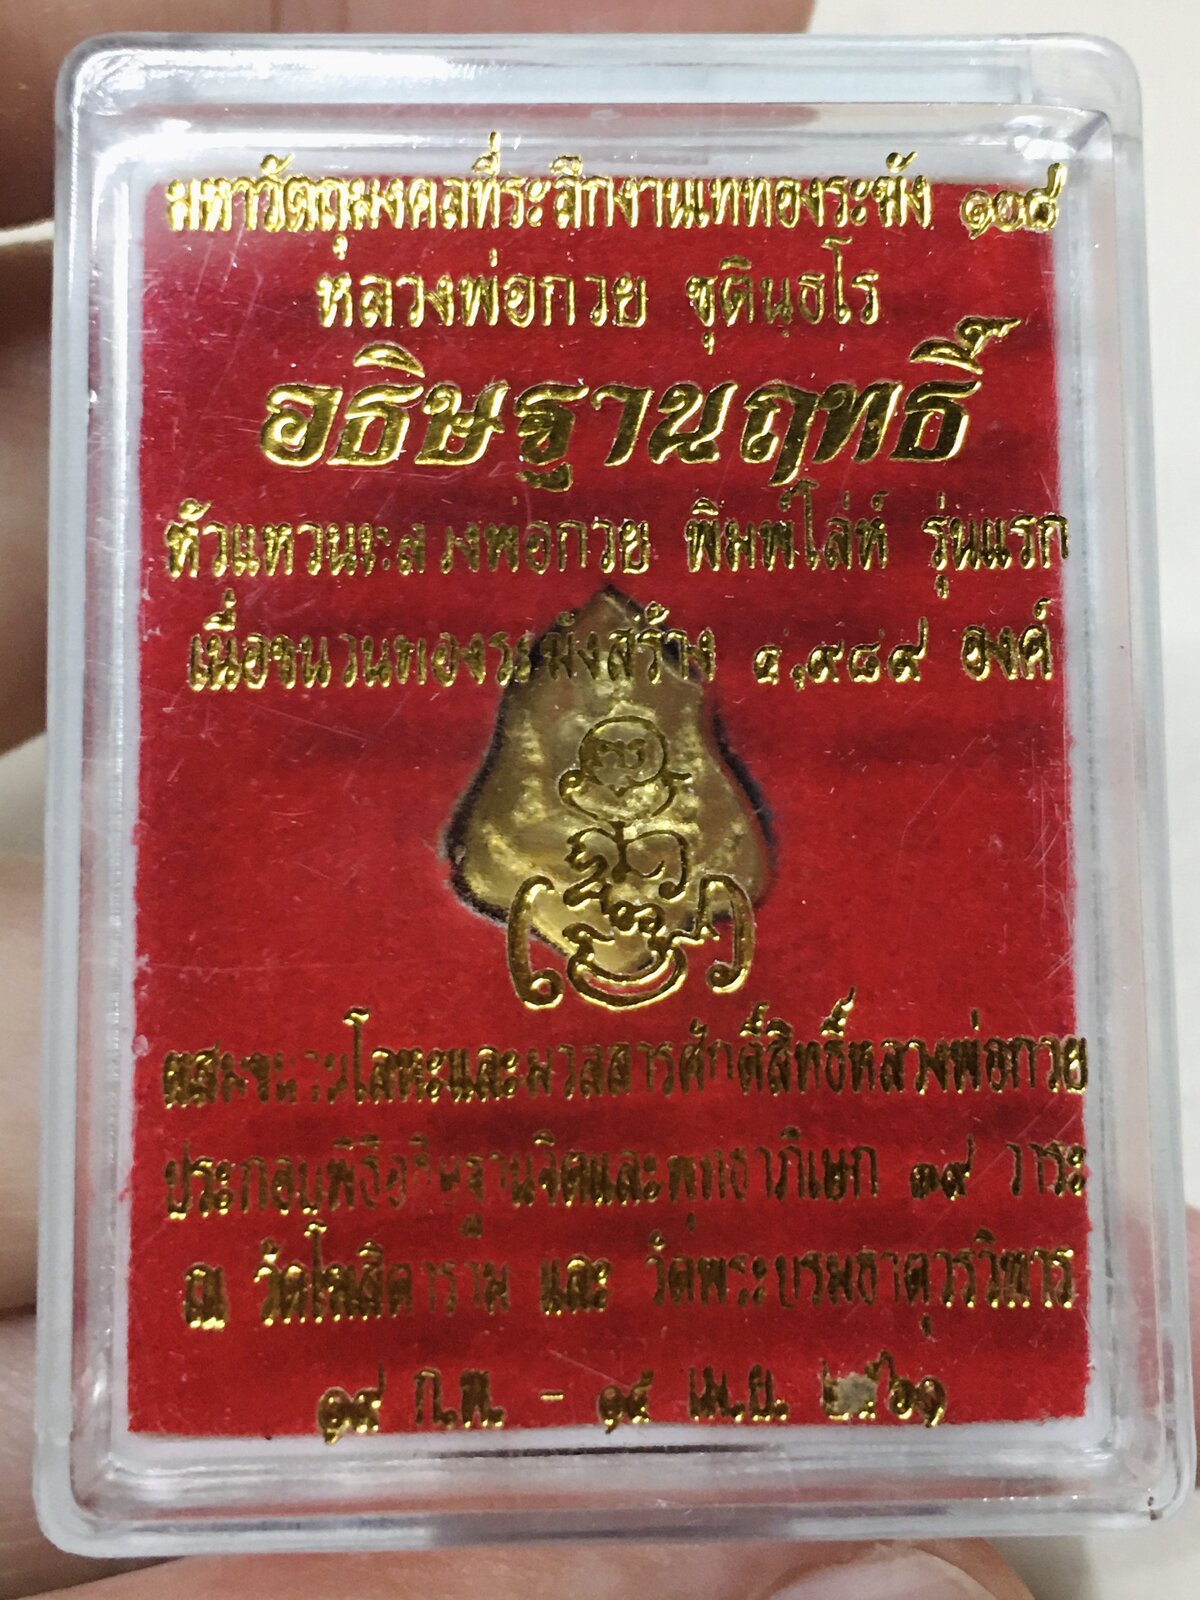 มหาวัตถุมงคลที่ระลึกงานเททองระฆัง ๑๐๘
หลวงพ่อกวย ชุตินฺธโร
อธิษฐานฤทธิ์
หัวแหวนหลวงพ่อกวย พิมพ์โล่ห์ รุ่นแรก
เนื้อชนวนทองระฆังสร้าง ๔,๙๘๙ องค์
ผสมชนวนโลหะและมวลสารศักดิ์สิทธิ์หลวงพ่อกวย
ประกอบพิธีอธิษฐานจิตและพุทธาภิเษก ๑๙ วาระ
ณ วัดโฆสิตาราม และ วัดพระบรมธาตุวรวิหาร
๑๙ ก.พ. - ๑๕ เม.ย. ๒๕๖๑